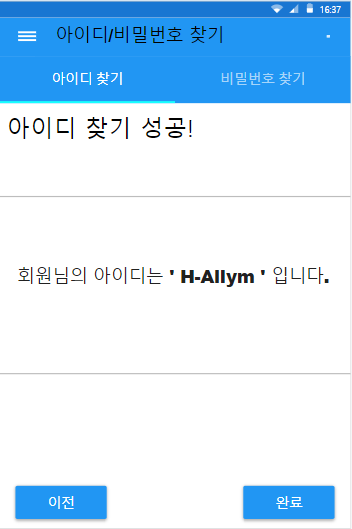 16:37
아이디/비밀번호 찾기
아이디 찾기 비밀번호 찾기
아이디 찾기 성공!
회원님의 아이디는 ' H-Allym ' 입니다.
이전 완료